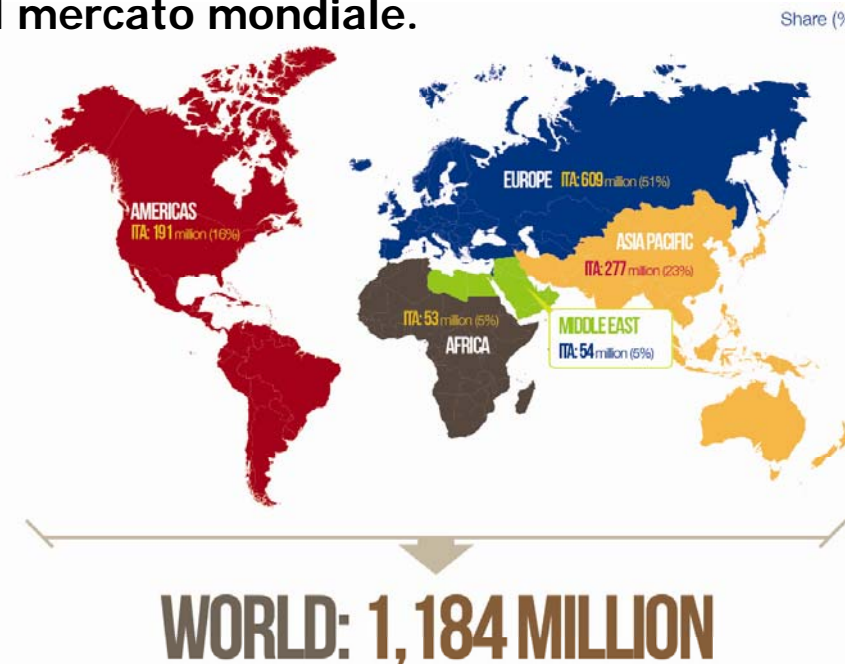 l mercato mondiale.
Share (%
EUROPE ITA: 609 million (51%)
AMERICAS
ITA: 191 million (16%)
ASIA PACIFIC
ITA: 277 million (23%)
ITA: 53 million (5%)
AFRICA
MIDDLE EAST
ITA: 54 million (5%)
WORLD: 1,184 MILLION